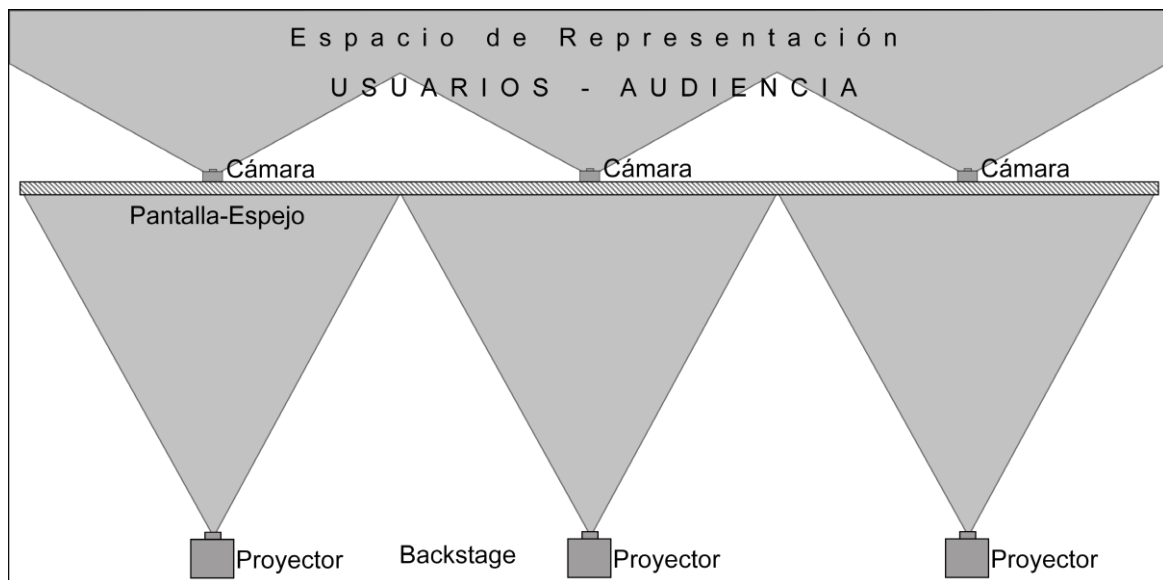 Espacio de Representación
USUARIOS - AUDIENCIA
Cámara
Cámara
Cámara
Pantalla-Espejo
Proyector
Backstage
Proyector
Proyector